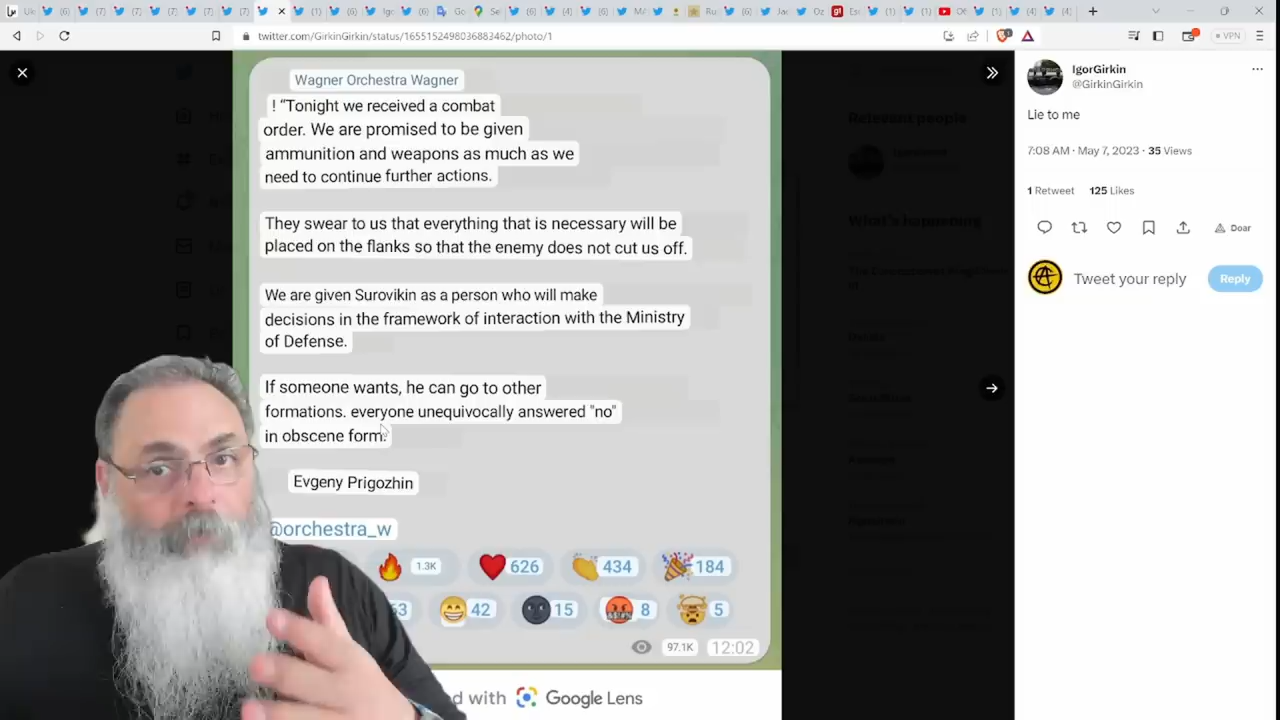 twitter.com/GirkinGirkin/status/1655152498036883462/photo/1
VPN
Wagner Orchestra Wagner
! “Tonight we received a combat
order. We are promised to be given
ammunition and weapons as much as we
need to continue further actions.
They swear to us that everything that is necessary will be
placed on the flanks so that the enemy does not cut us off.
We are given Surovikin as a person who will make
decisions in the framework of interaction with the Ministry
of Defense.
If someone wants, he can go to other
formations. everyone unequivocally answered "no"
in obscene form.
Evgeny Prigozhin
@orchestra_w
1.3K 626 434 184
63 42 15 8 5
97.1K 12:02
d with Google Lens
Relevant people
What's happening
IgorGirkin
@GirkinGirkin
Lie to me
7:08 AM · May 7, 2023 · 35 Views
1 Retweet 125 Likes
Doar
Tweet your reply
Reply